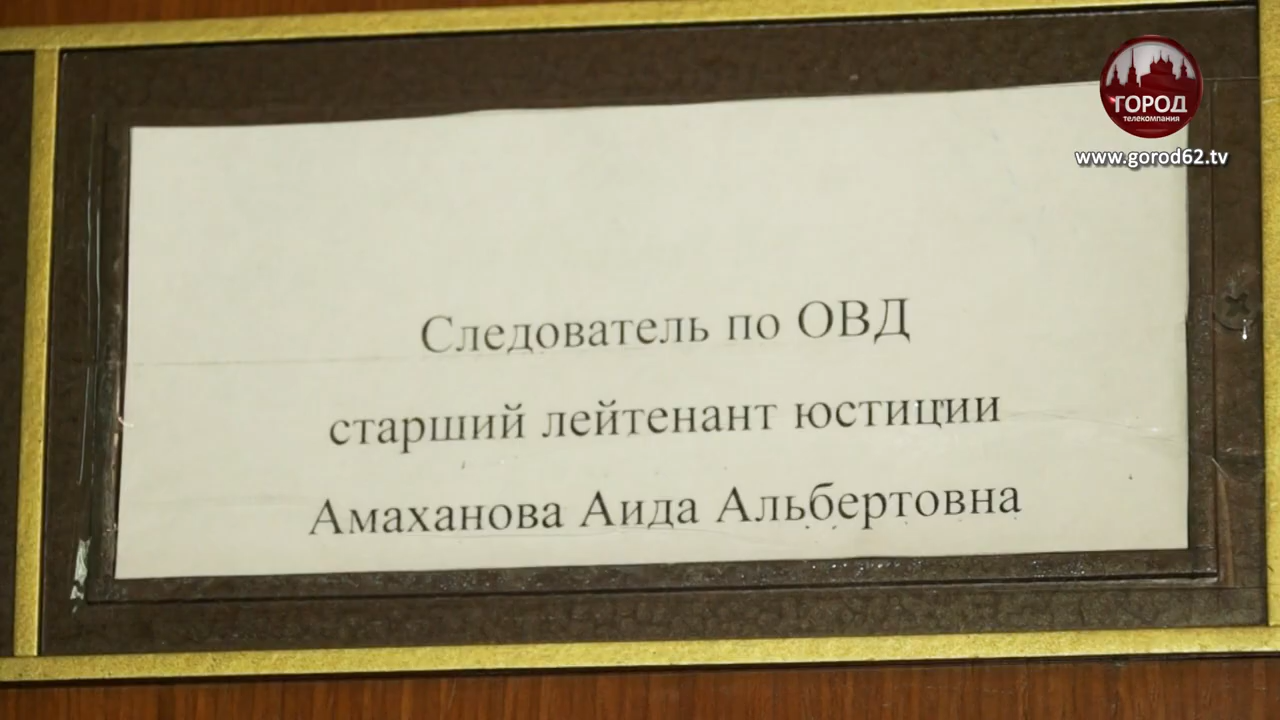 ГОРОД
телекомпания
www.gorod62.tv
Следователь по ОВД
старший лейтенант юстиции
Амаханова Аида Альбертовна